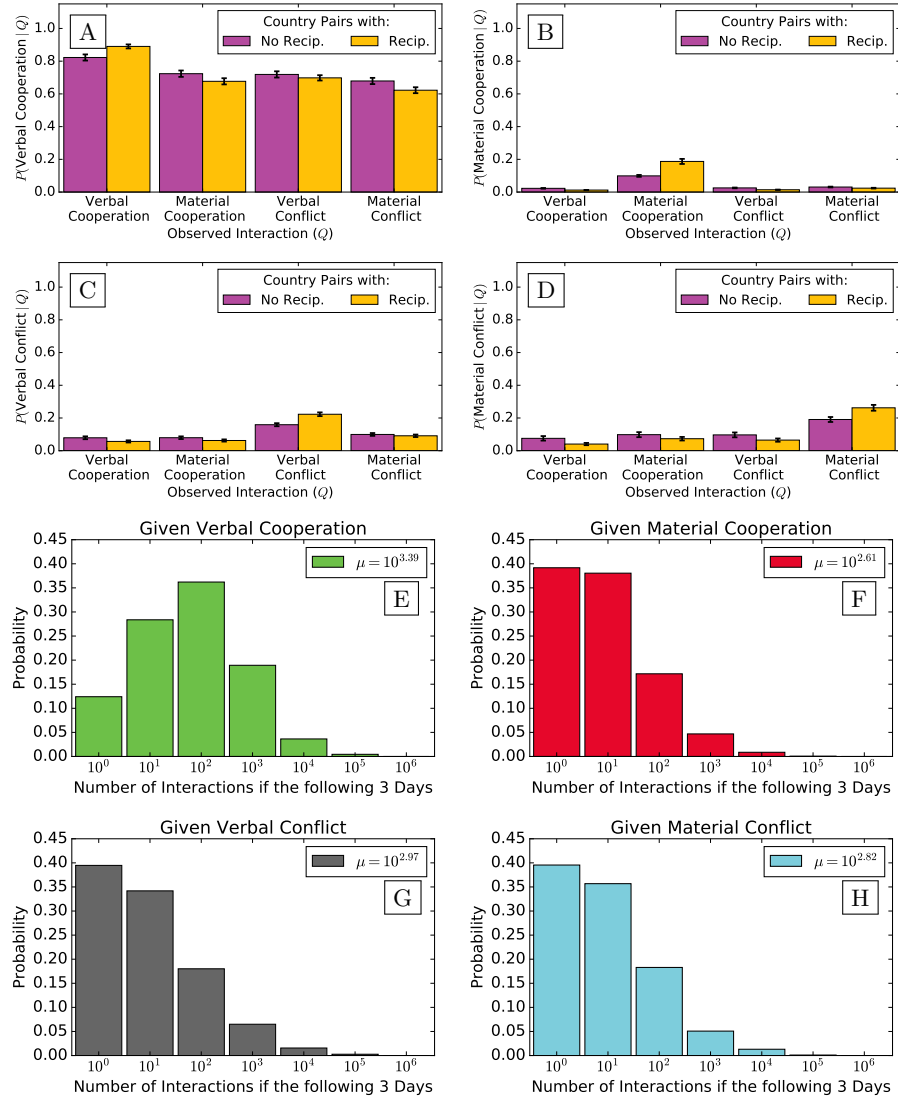 A
Country Pairs with:
No Recip. Recip.
P(Verbal Cooperation | Q)
1.0
0.8
0.6
0.4
0.2
0.0
Verbal Cooperation
Material Cooperation
Verbal Conflict
Material Conflict
Observed Interaction (Q)
B
Country Pairs with:
No Recip. Recip.
P(Material Cooperation | Q)
1.0
0.8
0.6
0.4
0.2
0.0
Verbal Cooperation
Material Cooperation
Verbal Conflict
Material Conflict
Observed Interaction (Q)
C
Country Pairs with:
No Recip. Recip.
P(Verbal Conflict | Q)
1.0
0.8
0.6
0.4
0.2
0.0
Verbal Cooperation
Material Cooperation
Verbal Conflict
Material Conflict
Observed Interaction (Q)
D
Country Pairs with:
No Recip. Recip.
P(Material Conflict | Q)
1.0
0.8
0.6
0.4
0.2
0.0
Verbal Cooperation
Material Cooperation
Verbal Conflict
Material Conflict
Observed Interaction (Q)
Given Verbal Cooperation
μ = 10^3.39
E
Probability
0.45
0.40
0.35
0.30
0.25
0.20
0.15
0.10
0.05
0.00
10^0 10^1 10^2 10^3 10^4 10^5 10^6
Number of Interactions if the following 3 Days
Given Material Cooperation
μ = 10^2.61
F
Probability
0.45
0.40
0.35
0.30
0.25
0.20
0.15
0.10
0.05
0.00
10^0 10^1 10^2 10^3 10^4 10^5 10^6
Number of Interactions if the following 3 Days
Given Verbal Conflict
μ = 10^2.97
G
Probability
0.45
0.40
0.35
0.30
0.25
0.20
0.15
0.10
0.05
0.00
10^0 10^1 10^2 10^3 10^4 10^5 10^6
Number of Interactions if the following 3 Days
Given Material Conflict
μ = 10^2.82
H
Probability
0.45
0.40
0.35
0.30
0.25
0.20
0.15
0.10
0.05
0.00
10^0 10^1 10^2 10^3 10^4 10^5 10^6
Number of Interactions if the following 3 Days